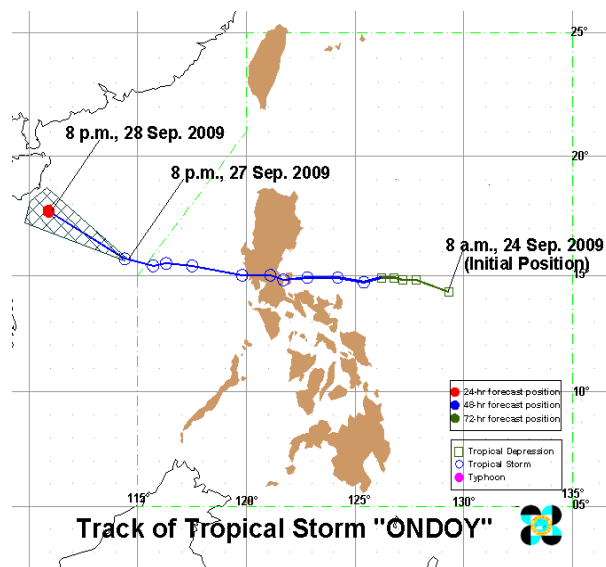 25°
8 p.m., 28 Sep. 2009
20°
8 p.m., 27 Sep. 2009
8 a.m., 24 Sep. 2009
(Initial Position)
15°
24-hr forecast position
48-hr forecast position
72-hr forecast position
10°
Tropical Depression
Tropical Storm
Typhoon
115°
120°
125°
130°
135°
05°
Track of Tropical Storm "ONDOY"